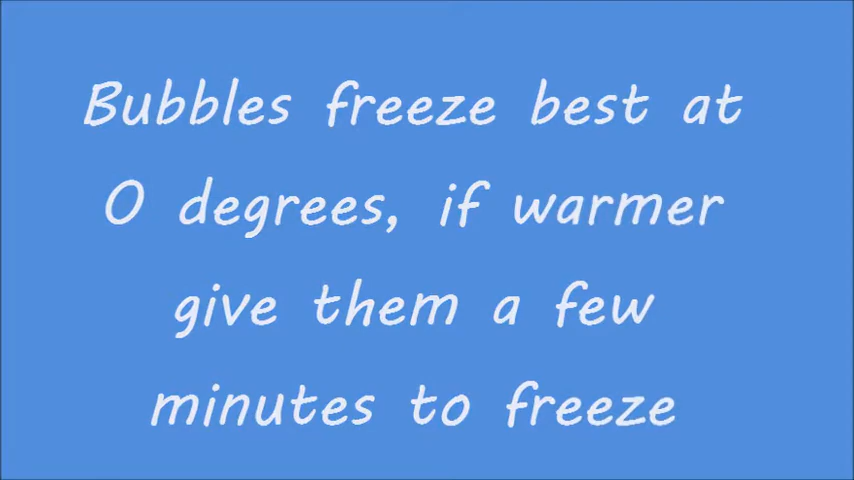 Bubbles freeze best at
0 degrees, if warmer
give them a few
minutes to freeze